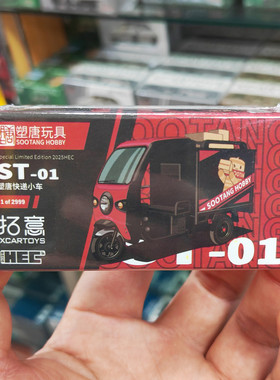 塑唐玩具
SOOTANG HOBBY
Special Limited Edition 2025HEC
ST-01
塑唐快递小车
1 of 2999
拓意
XCARTOYS
HEC
SOOTANG HOBBY
ST-01